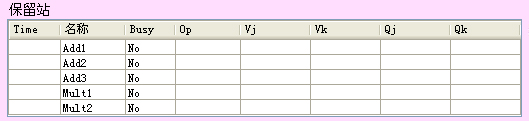 保留站
Time 名称 Busy Op Vj Vk Qj Qk
Add1 No
Add2 No
Add3 No
Mult1 No
Mult2 No